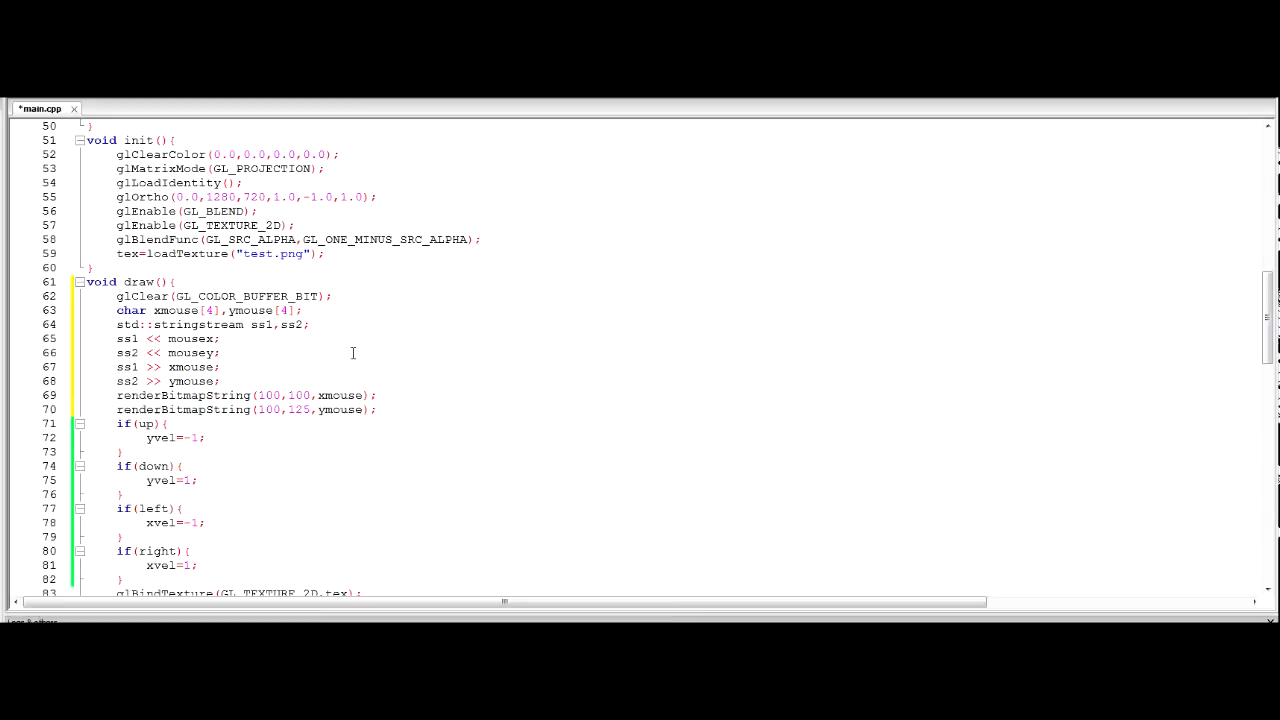 *main.cpp
50 }
51 void init(){
52 glClearColor(0.0,0.0,0.0,0.0);
53 glMatrixMode(GL_PROJECTION);
54 glLoadIdentity();
55 glOrtho(0.0,1280,720,1.0,-1.0,1.0);
56 glEnable(GL_BLEND);
57 glEnable(GL_TEXTURE_2D);
58 glBlendFunc(GL_SRC_ALPHA,GL_ONE_MINUS_SRC_ALPHA);
59 tex=loadTexture("test.png");
60 }
61 void draw(){
62 glClear(GL_COLOR_BUFFER_BIT);
63 char xmouse[4],ymouse[4];
64 std::stringstream ss1,ss2;
65 ss1 << mousex;
66 ss2 << mousey;
67 ss1 >> xmouse;
68 ss2 >> ymouse;
69 renderBitmapString(100,100,xmouse);
70 renderBitmapString(100,125,ymouse);
71 if(up){
72 yvel=-1;
73 }
74 if(down){
75 yvel=1;
76 }
77 if(left){
78 xvel=-1;
79 }
80 if(right){
81 xvel=1;
82 }
83 glBindTexture(GL_TEXTURE_2D,tex);